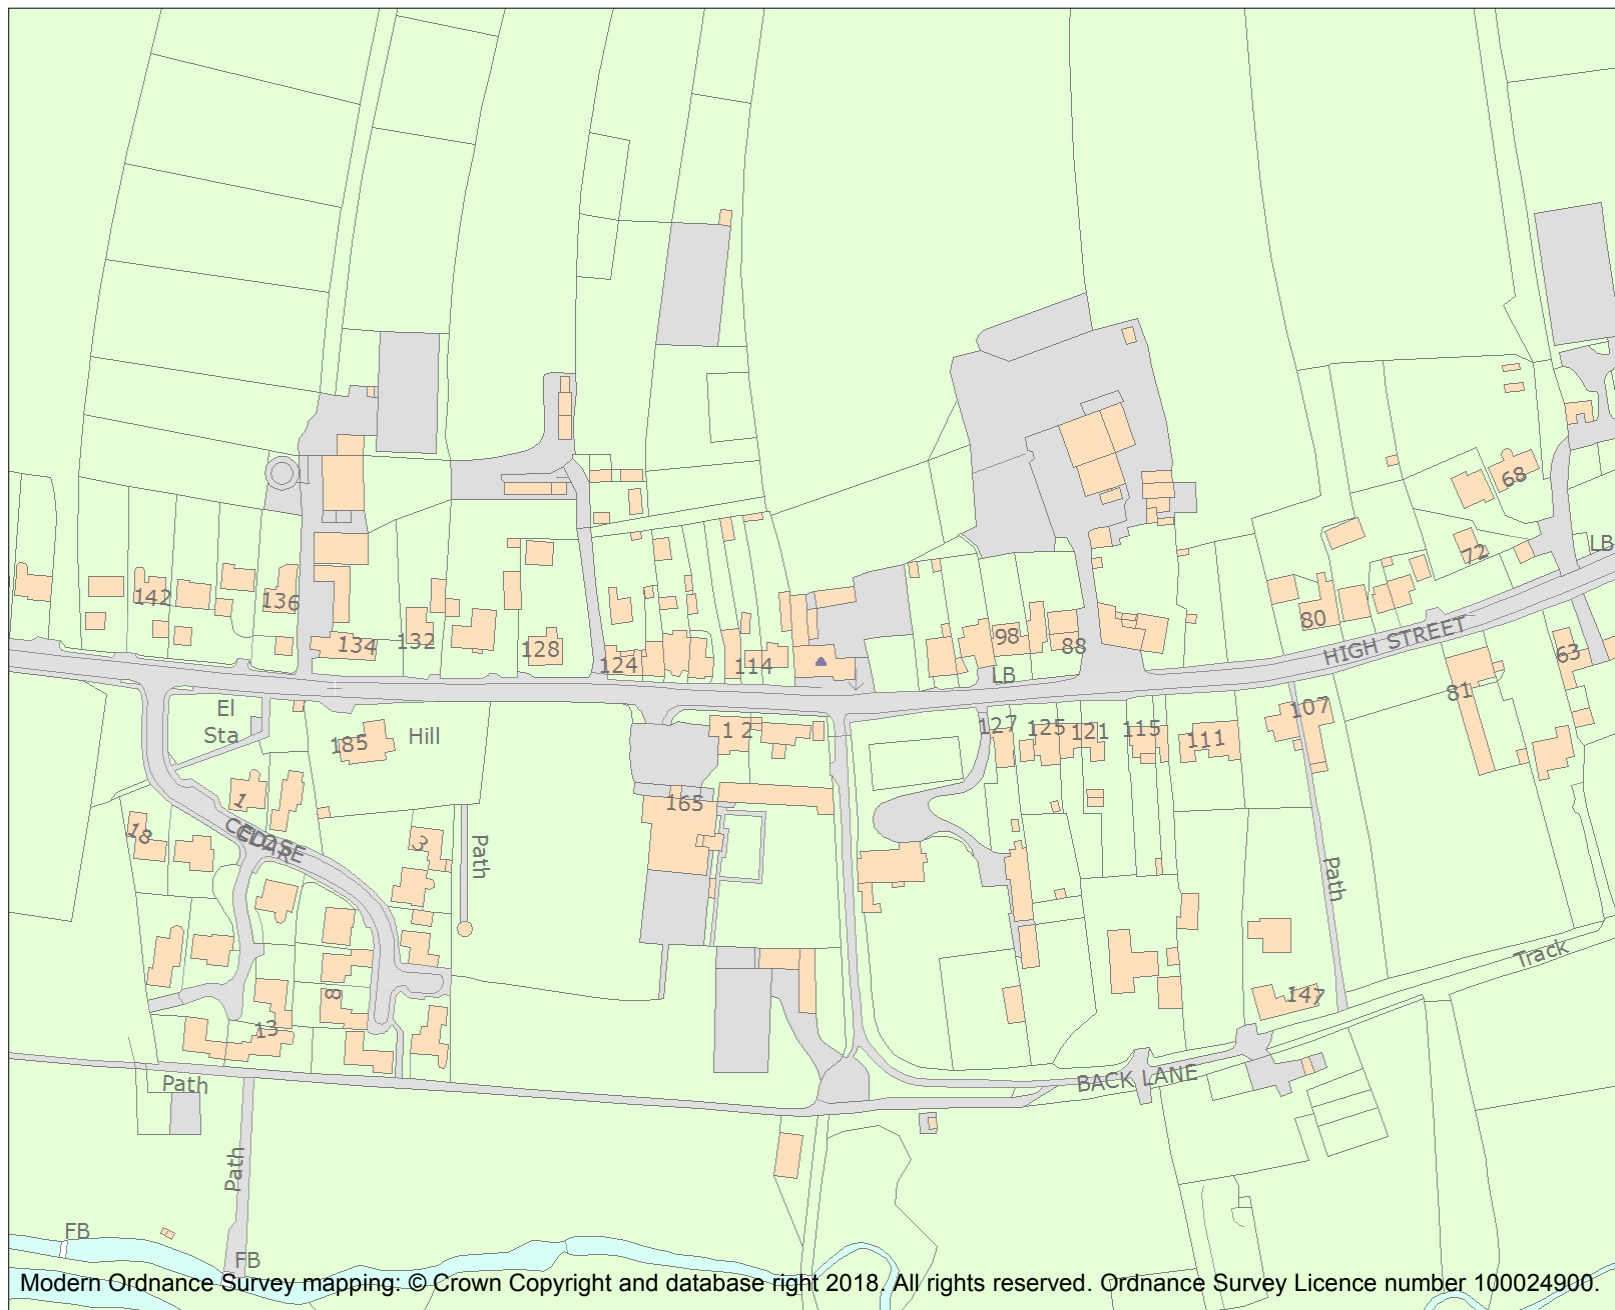 68
LB
72
142
136
80
HIGH STREET
134
132
128
124
114
98
88
LB
63
81
El
Sta
185
Hill
1 2
127
125
121
115
111
107
1
165
18
CLOSE
3
Path
Path
Track
8
13
147
BACK LANE
Path
Path
FB
FB
Modern Ordnance Survey mapping: © Crown Copyright and database right 2018. All rights reserved. Ordnance Survey Licence number 100024900.